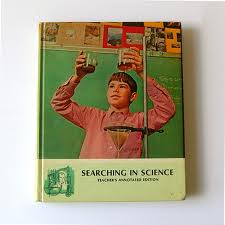 SEARCHING IN SCIENCE
TEACHER'S ANNOTATED EDITION